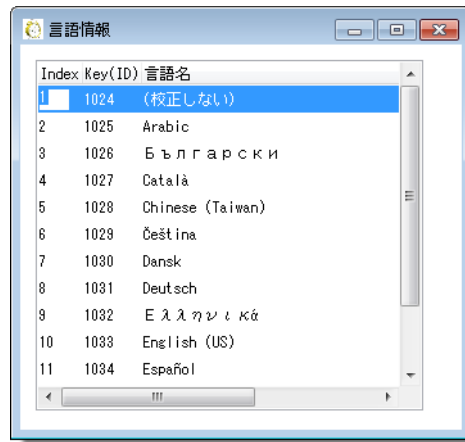 言語情報
Index Key(ID) 言語名
1 1024 (校正しない)
2 1025 Arabic
3 1026 Български
4 1027 Català
5 1028 Chinese (Taiwan)
6 1029 Čeština
7 1030 Dansk
8 1031 Deutsch
9 1032 Ελληνικά
10 1033 English (US)
11 1034 Español